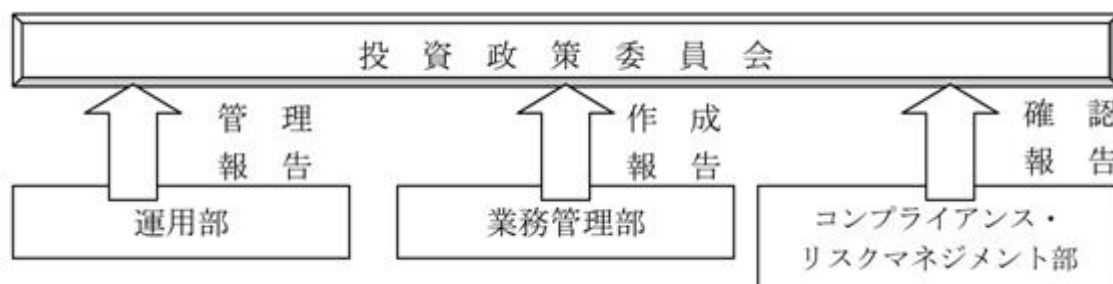 投資政策委員会
管理
報告
作成
報告
確認
報告
運用部
業務管理部
コンプライアンス・
リスクマネジメント部